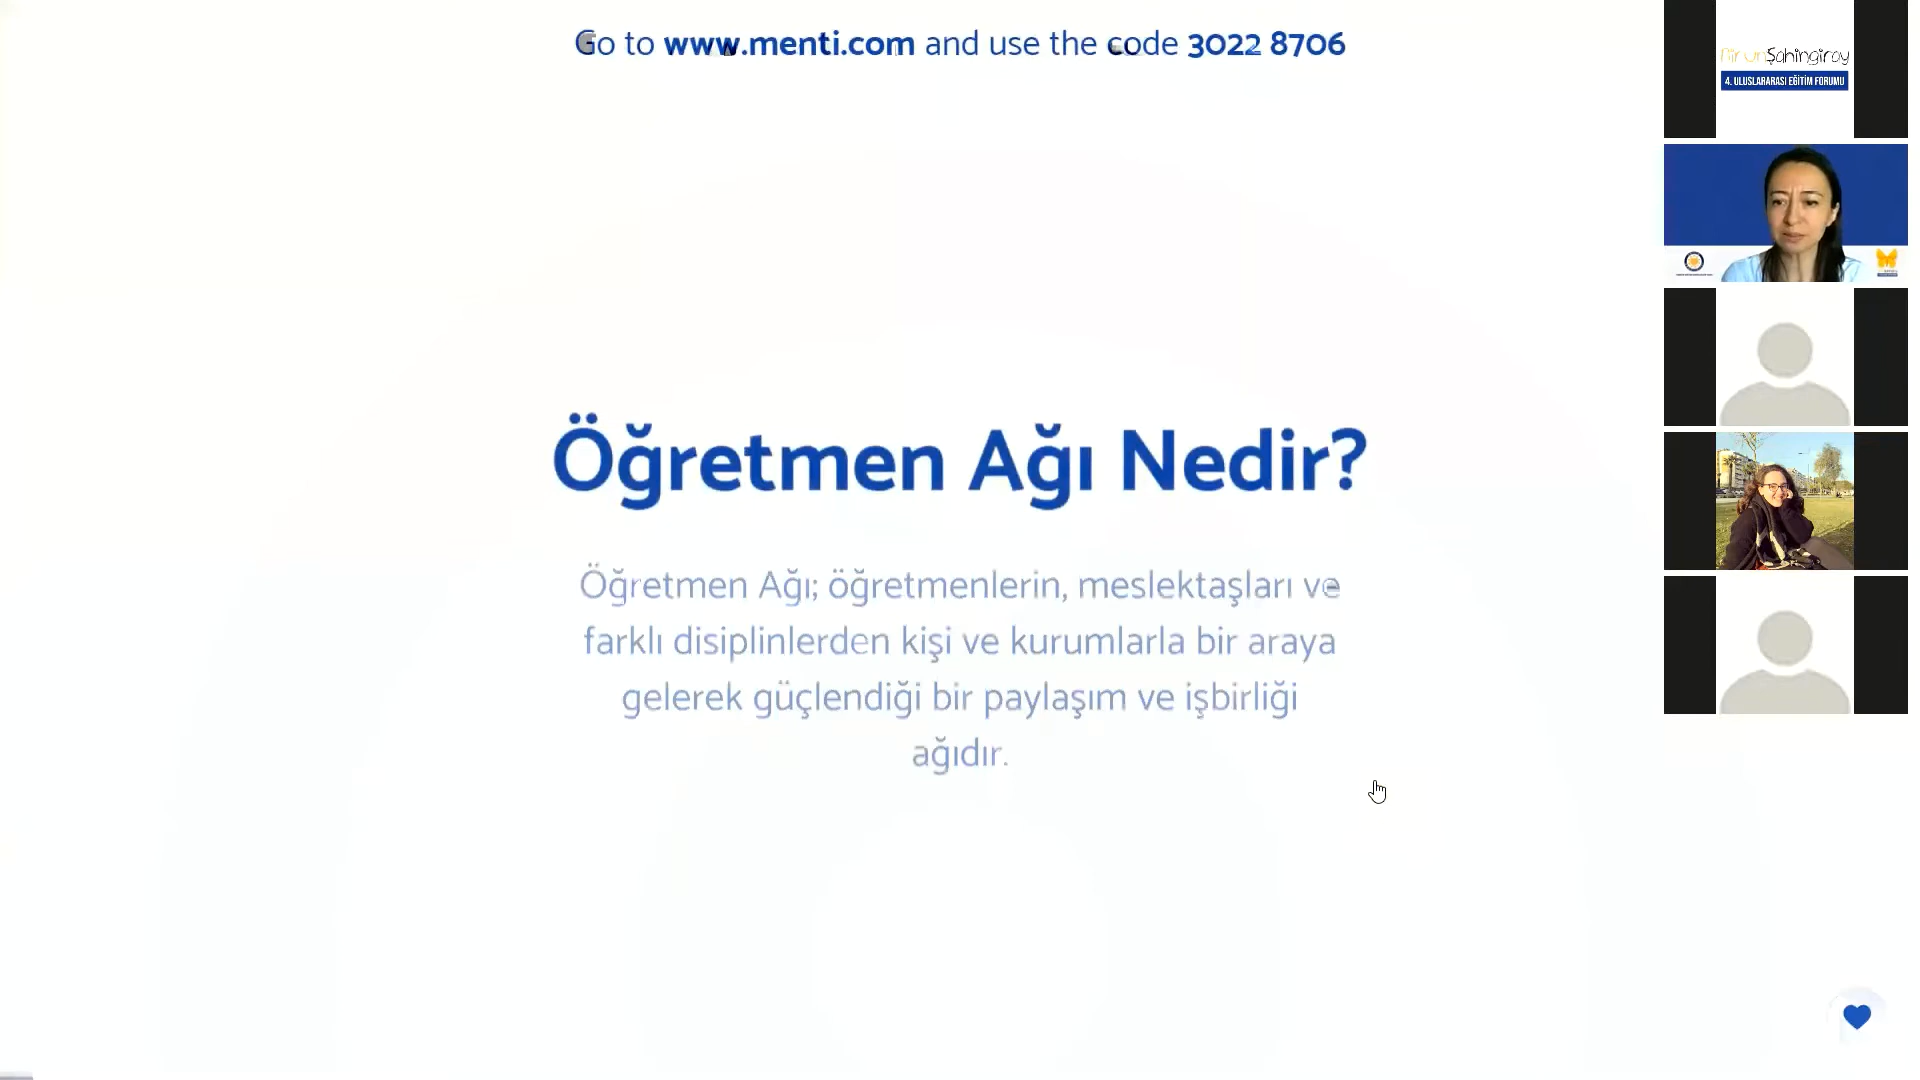 Go to www.menti.com and use the code 3022 8706
Öğretmen Ağı Nedir?
Öğretmen Ağı; öğretmenlerin, meslektaşları ve
farklı disiplinlerden kişi ve kurumlarla bir araya
gelerek güçlendiği bir paylaşım ve işbirliği
ağıdır.
NirunŞahingiray
4. ULUSLARARASI EĞİTİM FORUMU